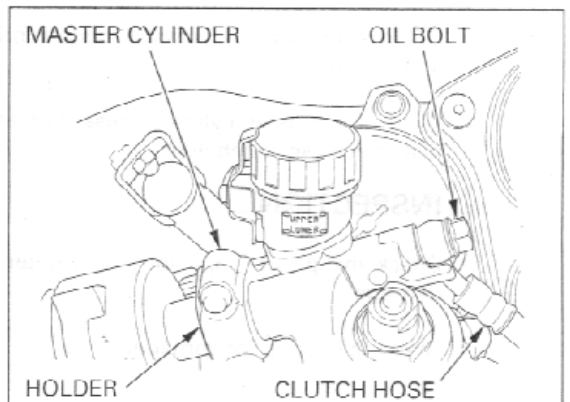 MASTER CYLINDER OIL BOLT
UPPER
LOWER
HOLDER CLUTCH HOSE